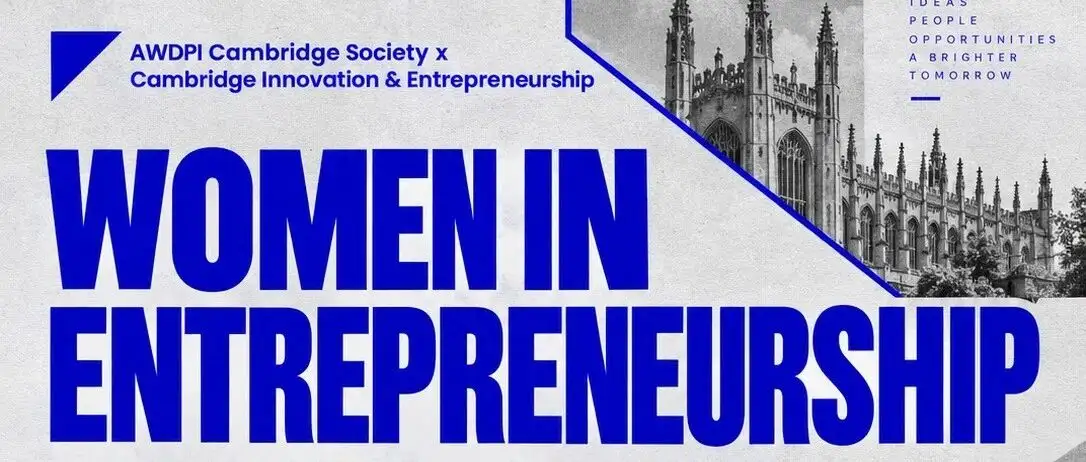 AWDPI Cambridge Society x
Cambridge Innovation & Entrepreneurship
IDEAS
PEOPLE
OPPORTUNITIES
A BRIGHTER
TOMORROW
WOMEN IN
ENTREPRENEURSHIP